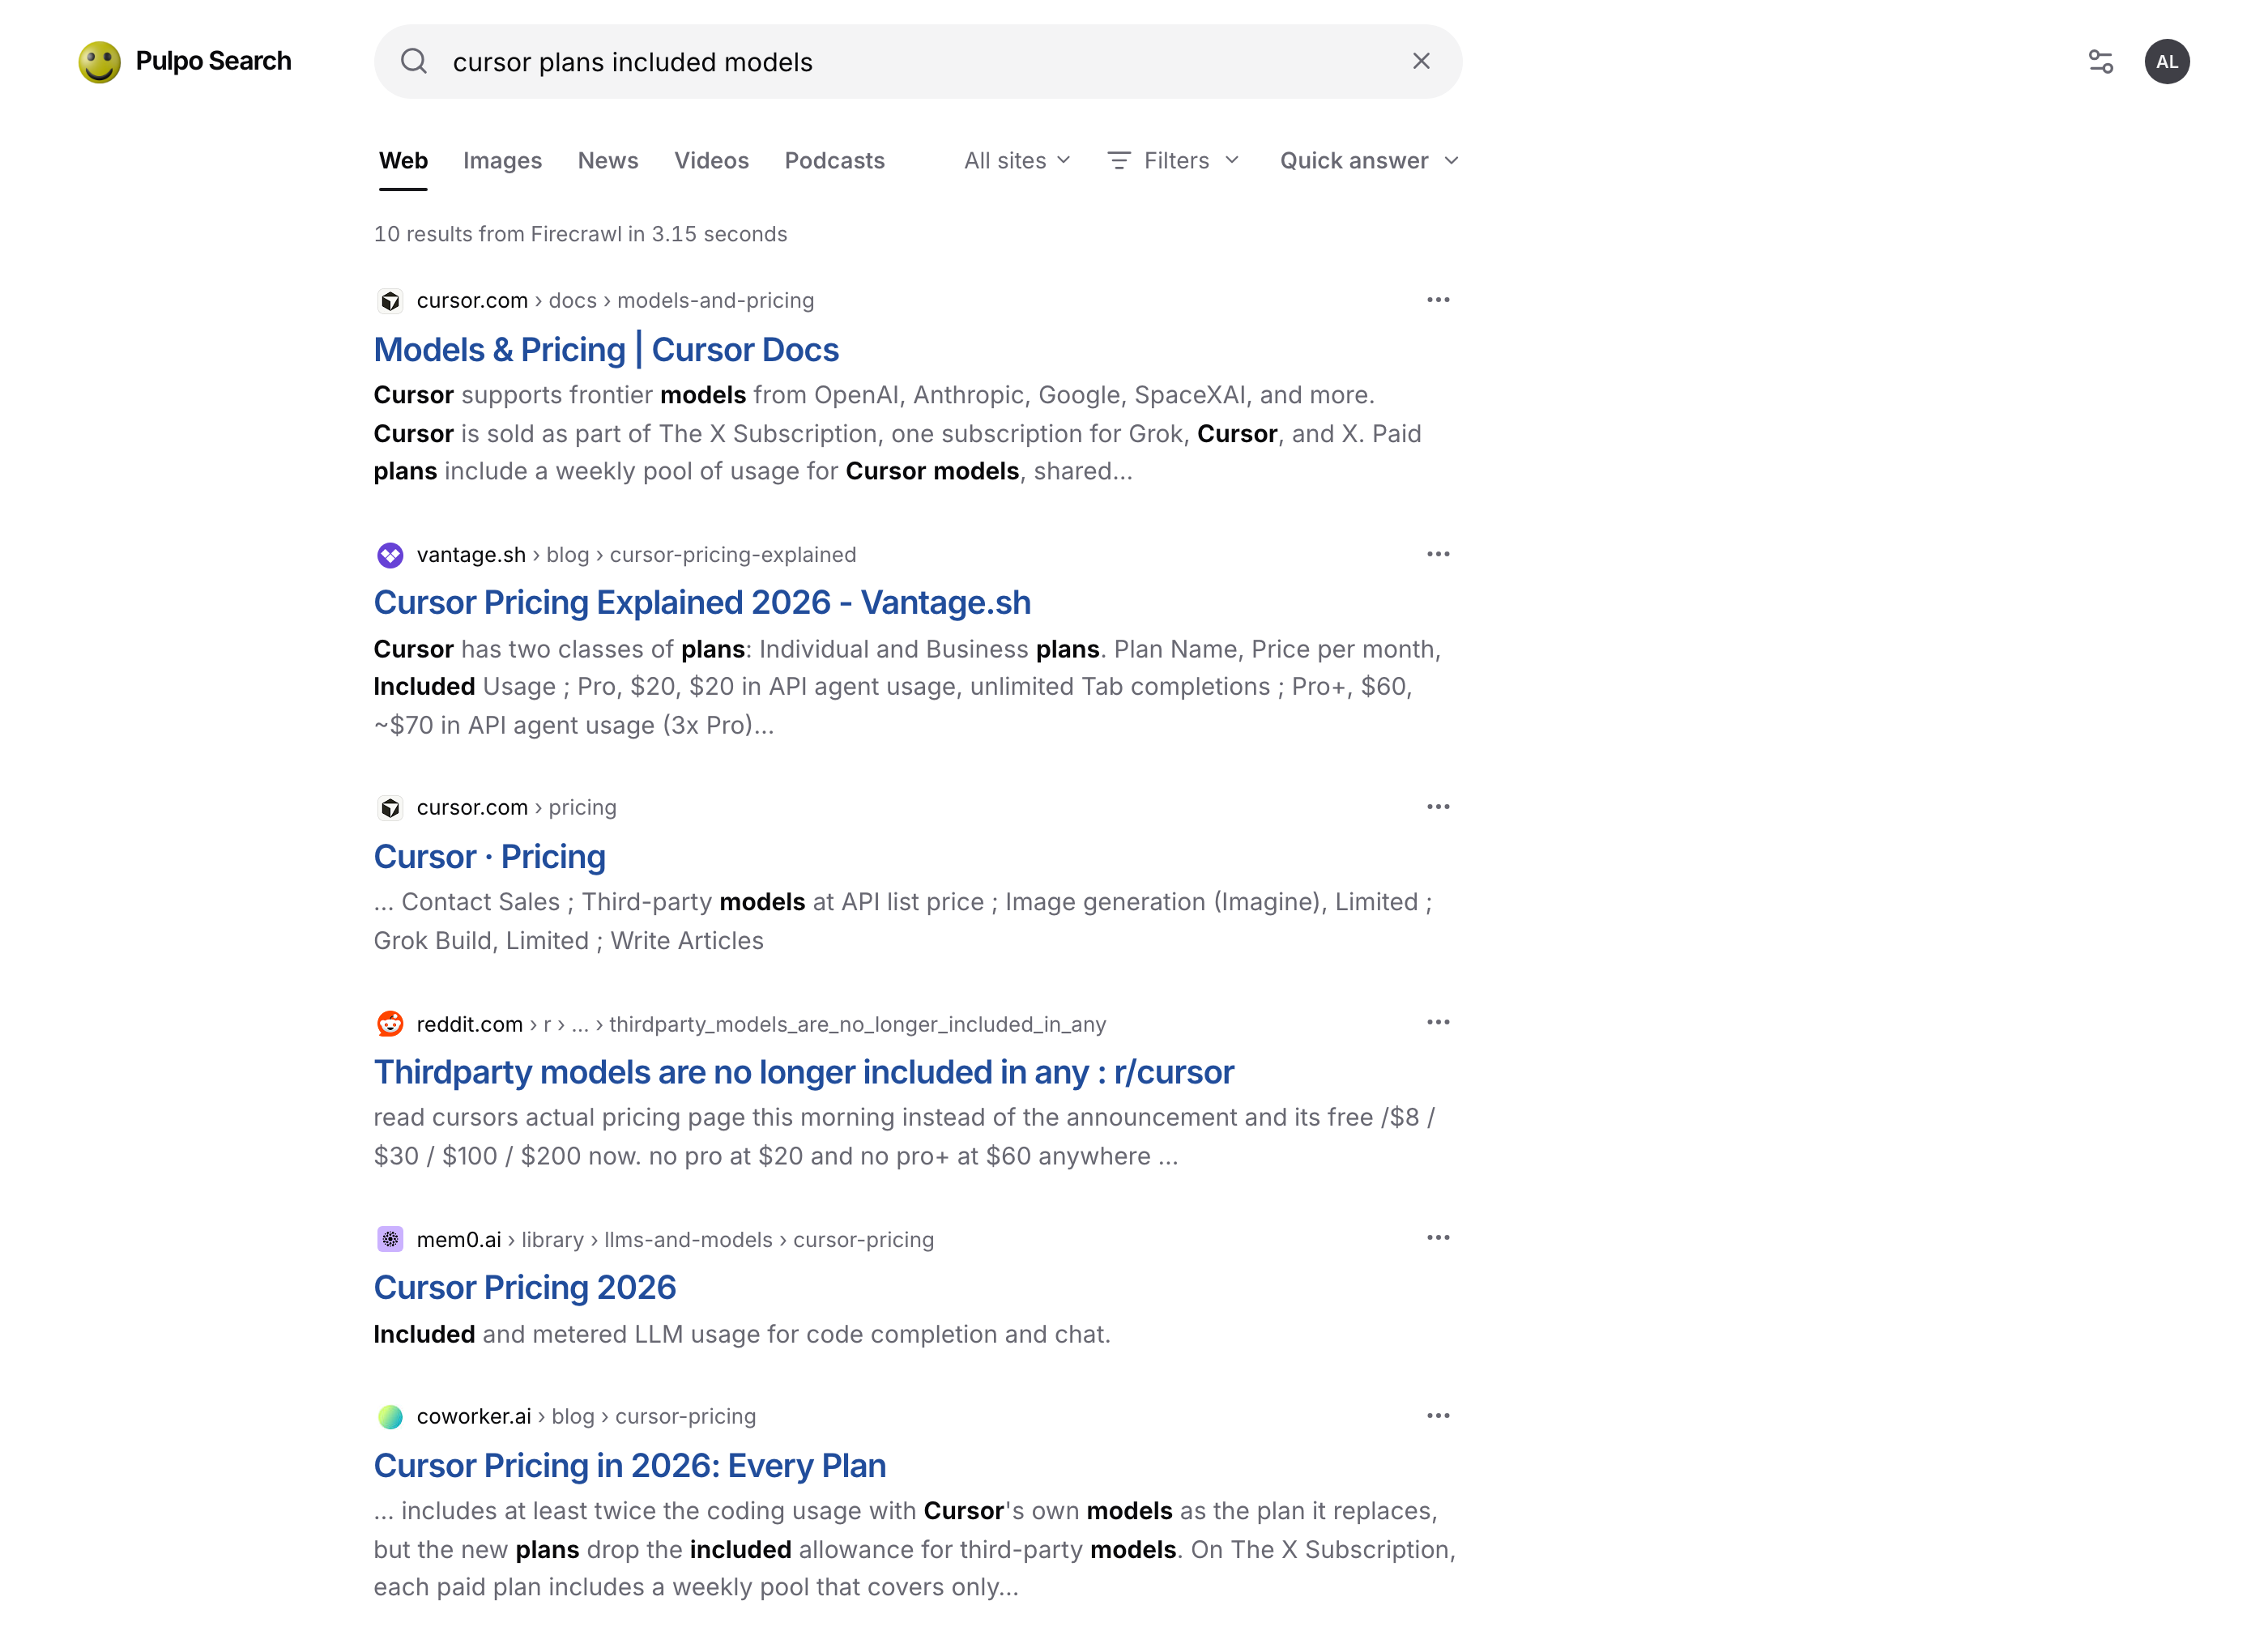 Pulpo Search
cursor plans included models
AL
Web Images News Videos Podcasts All sites Filters Quick answer
10 results from Firecrawl in 3.15 seconds
cursor.com › docs › models-and-pricing
Models & Pricing | Cursor Docs
Cursor supports frontier models from OpenAI, Anthropic, Google, SpaceXAI, and more.
Cursor is sold as part of The X Subscription, one subscription for Grok, Cursor, and X. Paid
plans include a weekly pool of usage for Cursor models, shared...
vantage.sh › blog › cursor-pricing-explained
Cursor Pricing Explained 2026 - Vantage.sh
Cursor has two classes of plans: Individual and Business plans. Plan Name, Price per month,
Included Usage ; Pro, $20, $20 in API agent usage, unlimited Tab completions ; Pro+, $60,
~$70 in API agent usage (3x Pro)...
cursor.com › pricing
Cursor · Pricing
... Contact Sales ; Third-party models at API list price ; Image generation (Imagine), Limited ;
Grok Build, Limited ; Write Articles
reddit.com › r › ... › thirdparty_models_are_no_longer_included_in_any
Thirdparty models are no longer included in any : r/cursor
read cursors actual pricing page this morning instead of the announcement and its free /$8 /
$30 / $100 / $200 now. no pro at $20 and no pro+ at $60 anywhere ...
mem0.ai › library › llms-and-models › cursor-pricing
Cursor Pricing 2026
Included and metered LLM usage for code completion and chat.
coworker.ai › blog › cursor-pricing
Cursor Pricing in 2026: Every Plan
... includes at least twice the coding usage with Cursor's own models as the plan it replaces,
but the new plans drop the included allowance for third-party models. On The X Subscription,
each paid plan includes a weekly pool that covers only...